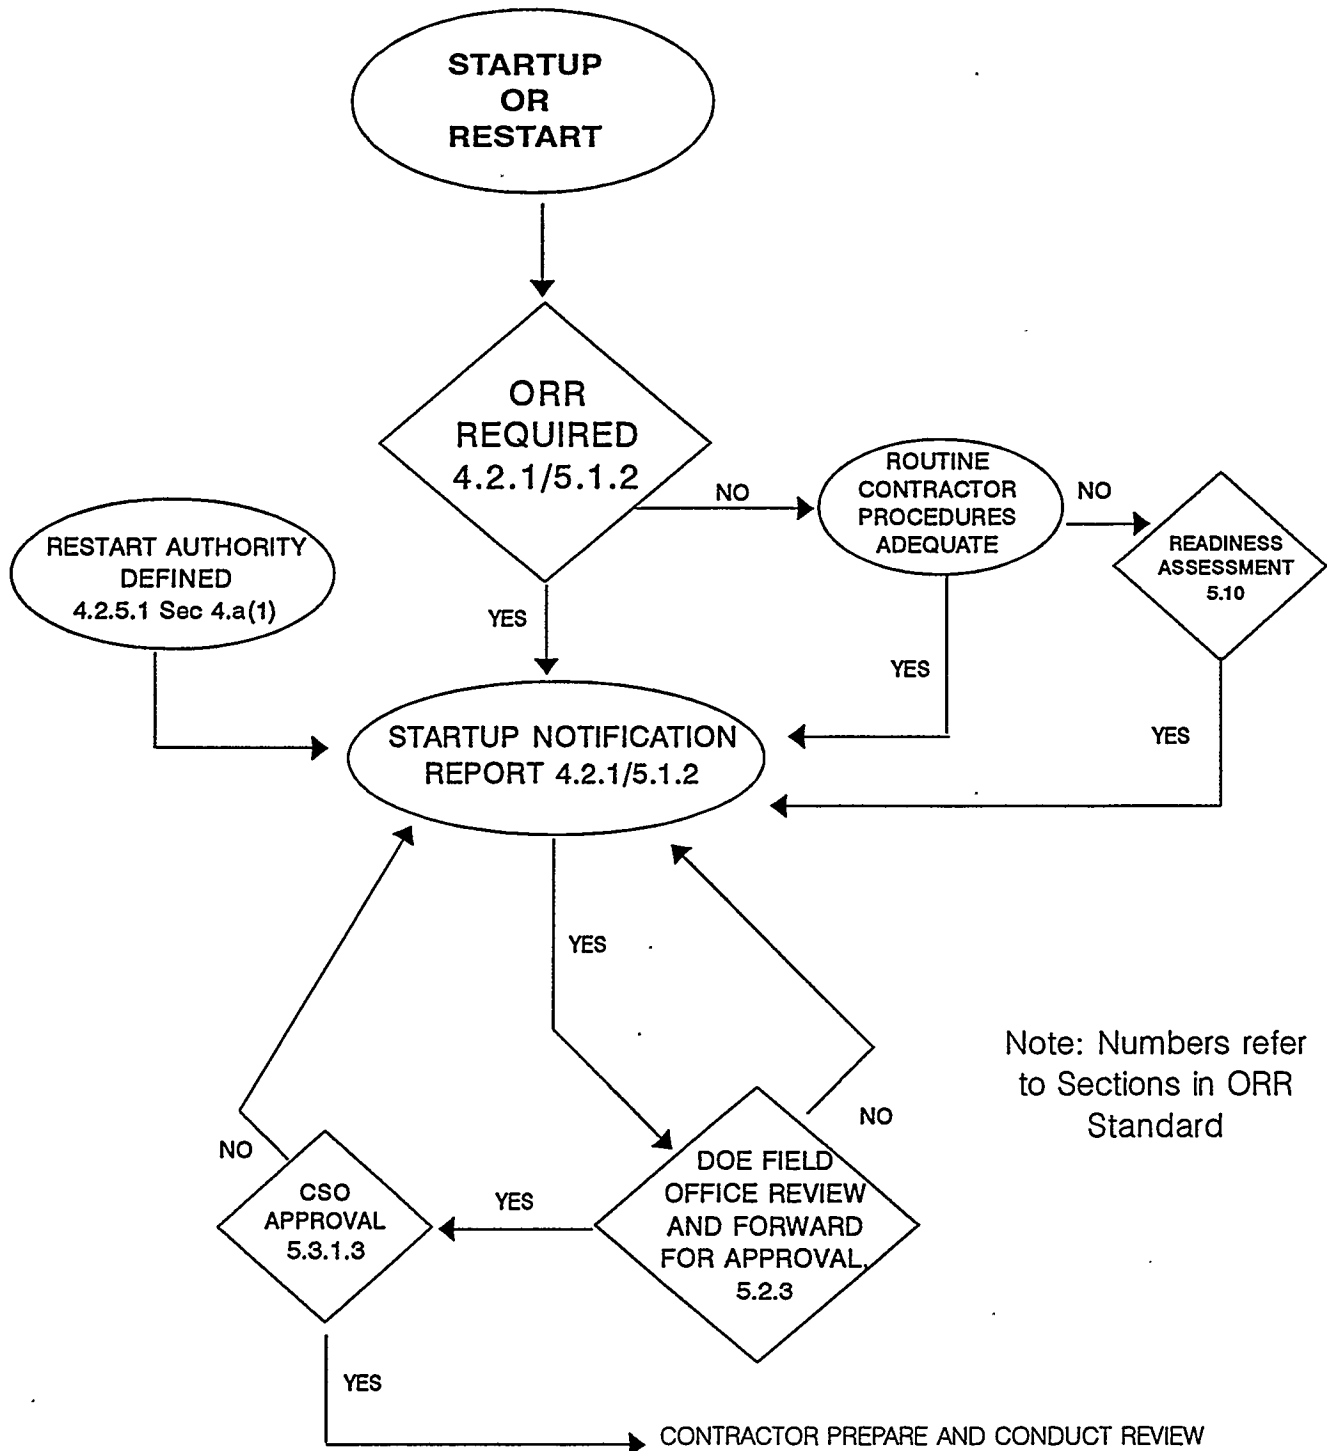 STARTUP
OR
RESTART
ORR
REQUIRED
4.2.1/5.1.2
NO
ROUTINE
CONTRACTOR
PROCEDURES
ADEQUATE
NO
READINESS
ASSESSMENT
5.10
RESTART AUTHORITY
DEFINED
4.2.5.1 Sec 4.a(1)
YES
YES
YES
STARTUP NOTIFICATION
REPORT 4.2.1/5.1.2
YES
Note: Numbers refer
to Sections in ORR
Standard
NO
DOE FIELD
OFFICE REVIEW
AND FORWARD
FOR APPROVAL.
5.2.3
YES
NO
CSO
APPROVAL
5.3.1.3
YES
CONTRACTOR PREPARE AND CONDUCT REVIEW